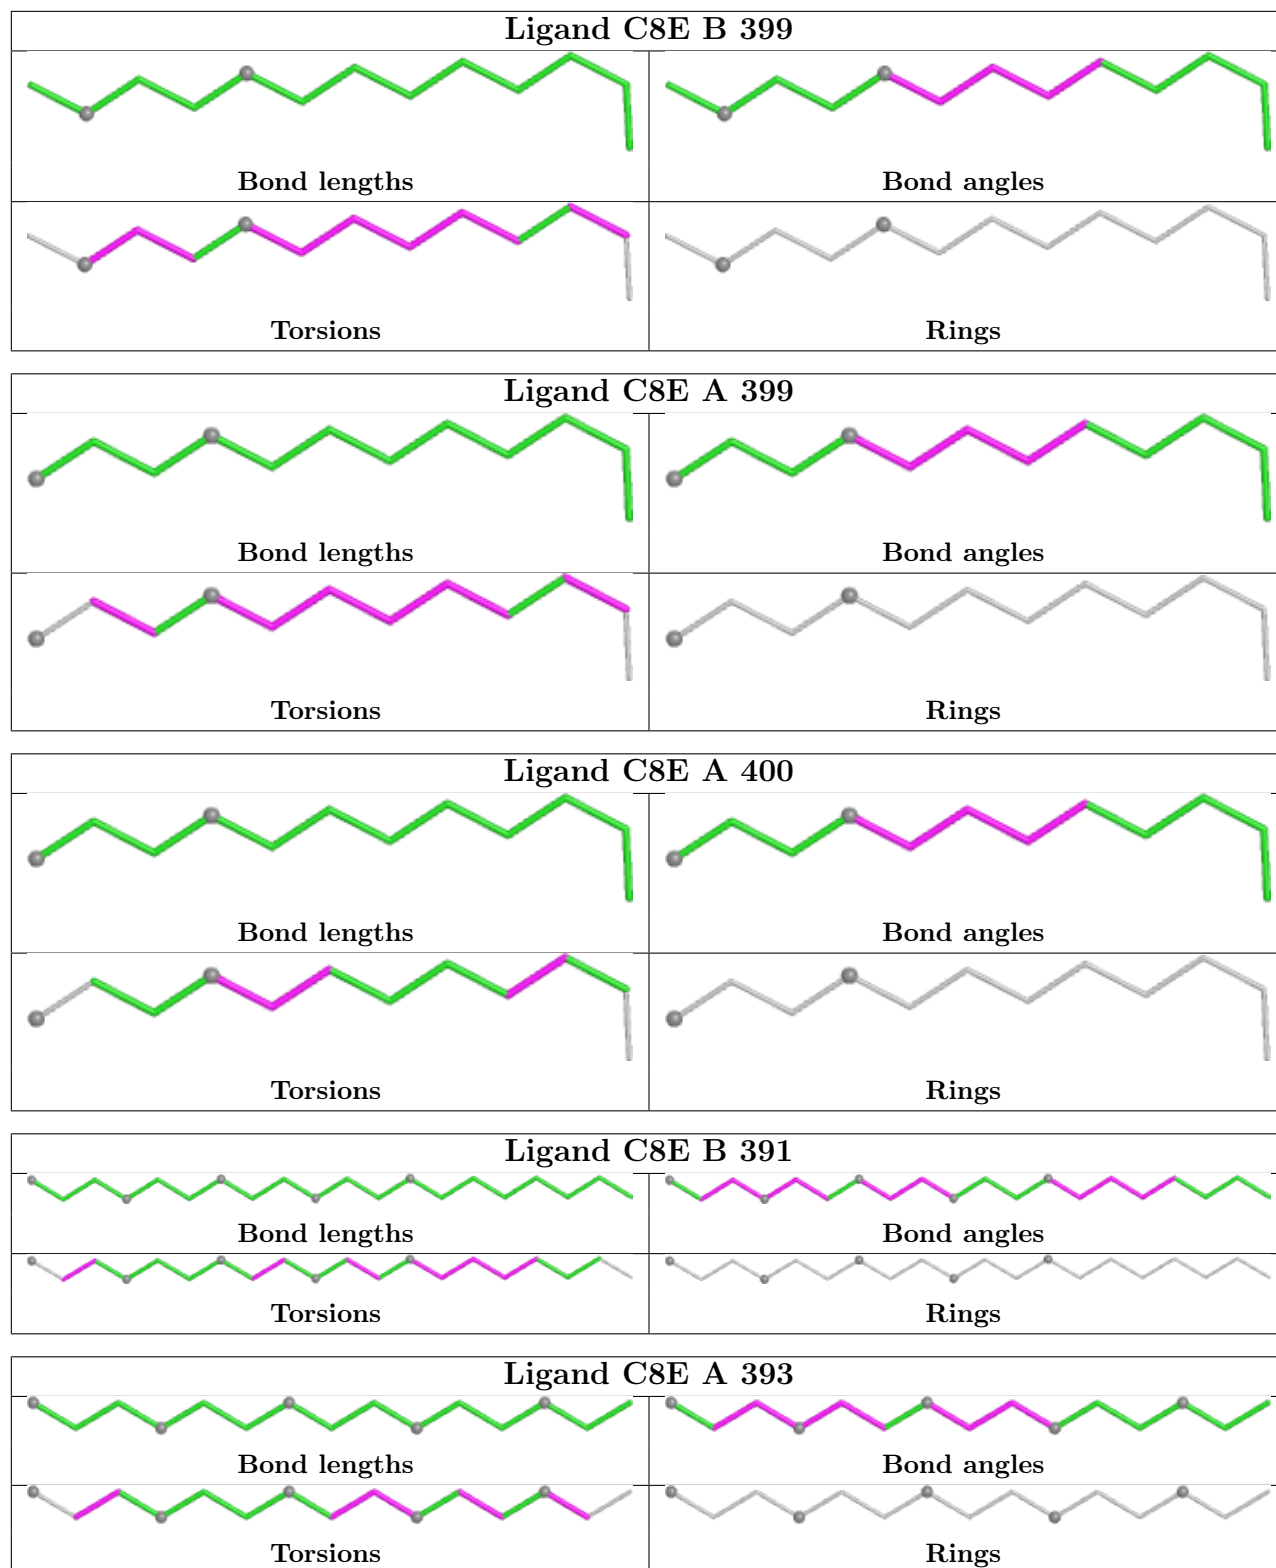 Ligand C8E B 399
Bond lengths
Bond angles
Torsions
Rings
Ligand C8E A 399
Bond lengths
Bond angles
Torsions
Rings
Ligand C8E A 400
Bond lengths
Bond angles
Torsions
Rings
Ligand C8E B 391
Bond lengths
Bond angles
Torsions
Rings
Ligand C8E A 393
Bond lengths
Bond angles
Torsions
Rings